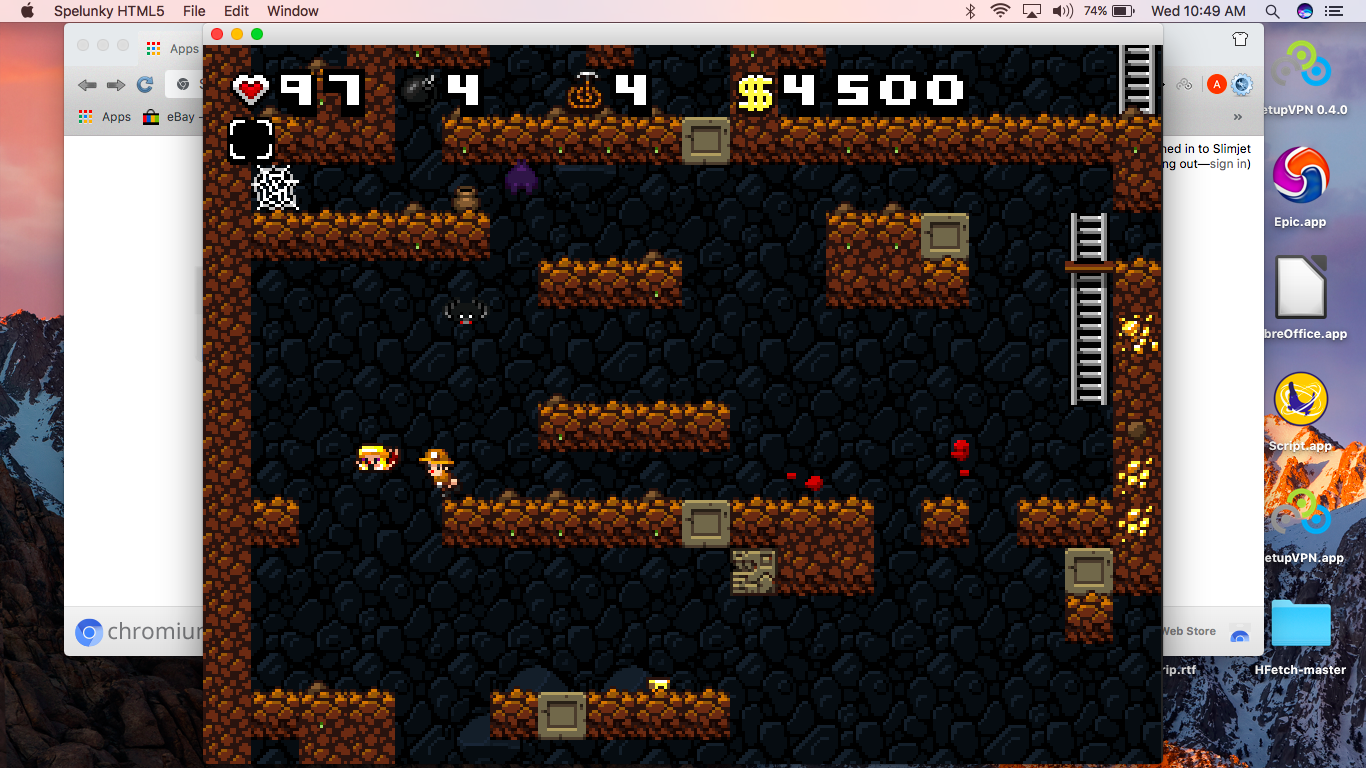 Spelunky HTML5 File Edit Window 74% Wed 10:49 AM
Apps
97 4 4 $4500
A
etupVPN 0.4.0
Apps eBay - »
ned in to Slimjet
ng out—sign in)
Epic.app
breOffice.app
Script.app
etupVPN.app
chromiu
Web Store
rip.rtf HFetch-master